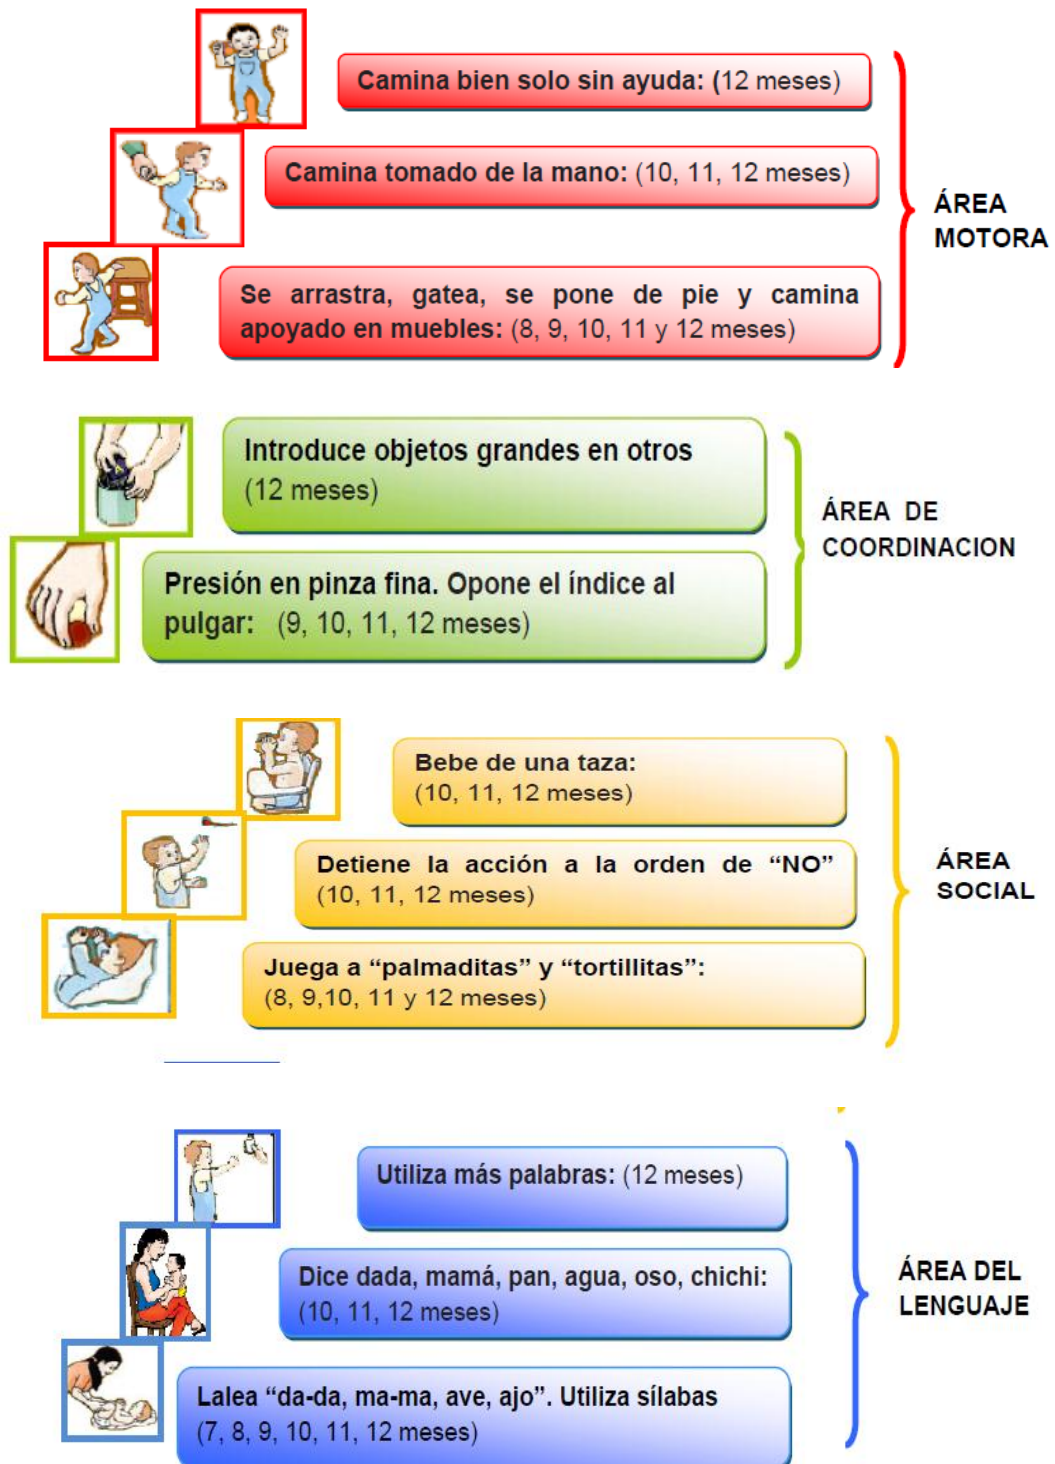 Camina bien solo sin ayuda: (12 meses)
Camina tomado de la mano: (10, 11, 12 meses)
Se arrastra, gatea, se pone de pie y camina
apoyado en muebles: (8, 9, 10, 11 y 12 meses)
ÁREA
MOTORA
Introduce objetos grandes en otros
(12 meses)
Presión en pinza fina. Opone el índice al
pulgar: (9, 10, 11, 12 meses)
ÁREA DE
COORDINACION
Bebe de una taza:
(10, 11, 12 meses)
Detiene la acción a la orden de “NO”
(10, 11, 12 meses)
Juega a “palmaditas” y “tortillitas”:
(8, 9,10, 11 y 12 meses)
ÁREA
SOCIAL
Utiliza más palabras: (12 meses)
Dice dada, mamá, pan, agua, oso, chichi:
(10, 11, 12 meses)
Lalea “da-da, ma-ma, ave, ajo”. Utiliza sílabas
(7, 8, 9, 10, 11, 12 meses)
ÁREA DEL
LENGUAJE